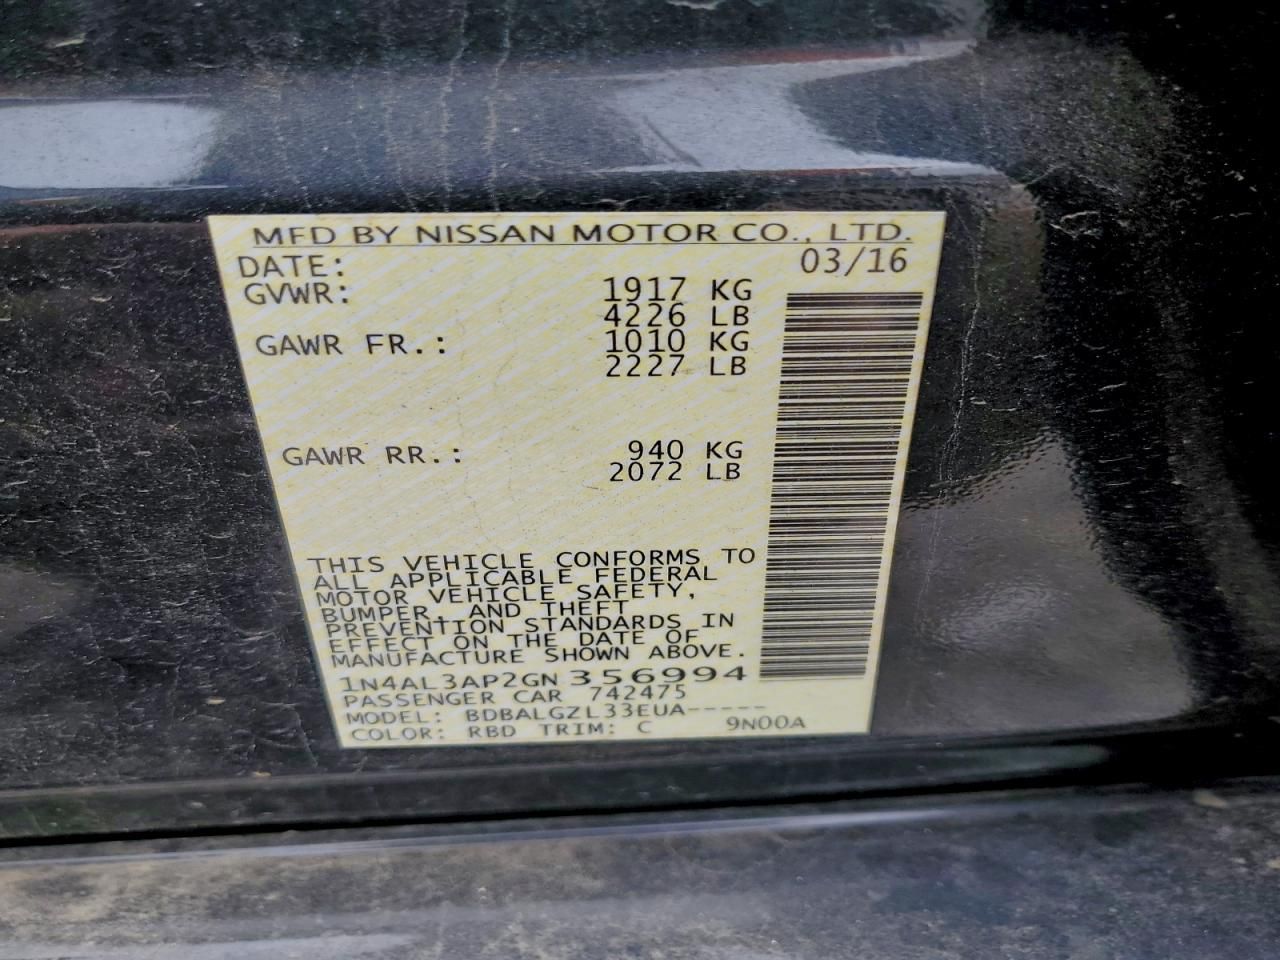 MFD BY NISSAN MOTOR CO., LTD.
DATE: 03/16
GVWR: 1917 KG
4226 LB
GAWR FR.: 1010 KG
2227 LB
GAWR RR.: 940 KG
2072 LB
THIS VEHICLE CONFORMS TO
ALL APPLICABLE FEDERAL
MOTOR VEHICLE SAFETY,
BUMPER, AND THEFT
PREVENTION STANDARDS IN
EFFECT ON THE DATE OF
MANUFACTURE SHOWN ABOVE.
1N4AL3AP2GN356994
PASSENGER CAR 742475
MODEL: BDBALGZL33EUA-----
COLOR: RBD TRIM: C 9N00A